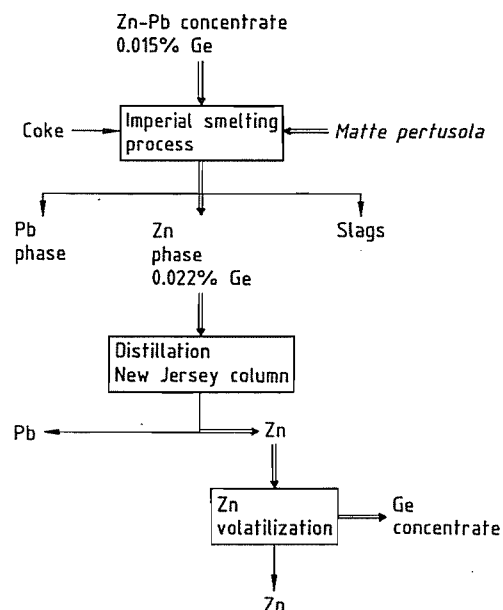 Zn-Pb concentrate
0.015% Ge
Coke
Imperial smelting
process
Matte pertusola
Pb
phase
Zn
phase
0.022% Ge
Slags
Distillation
New Jersey column
Pb
Zn
Zn
volatilization
Ge
concentrate
Zn